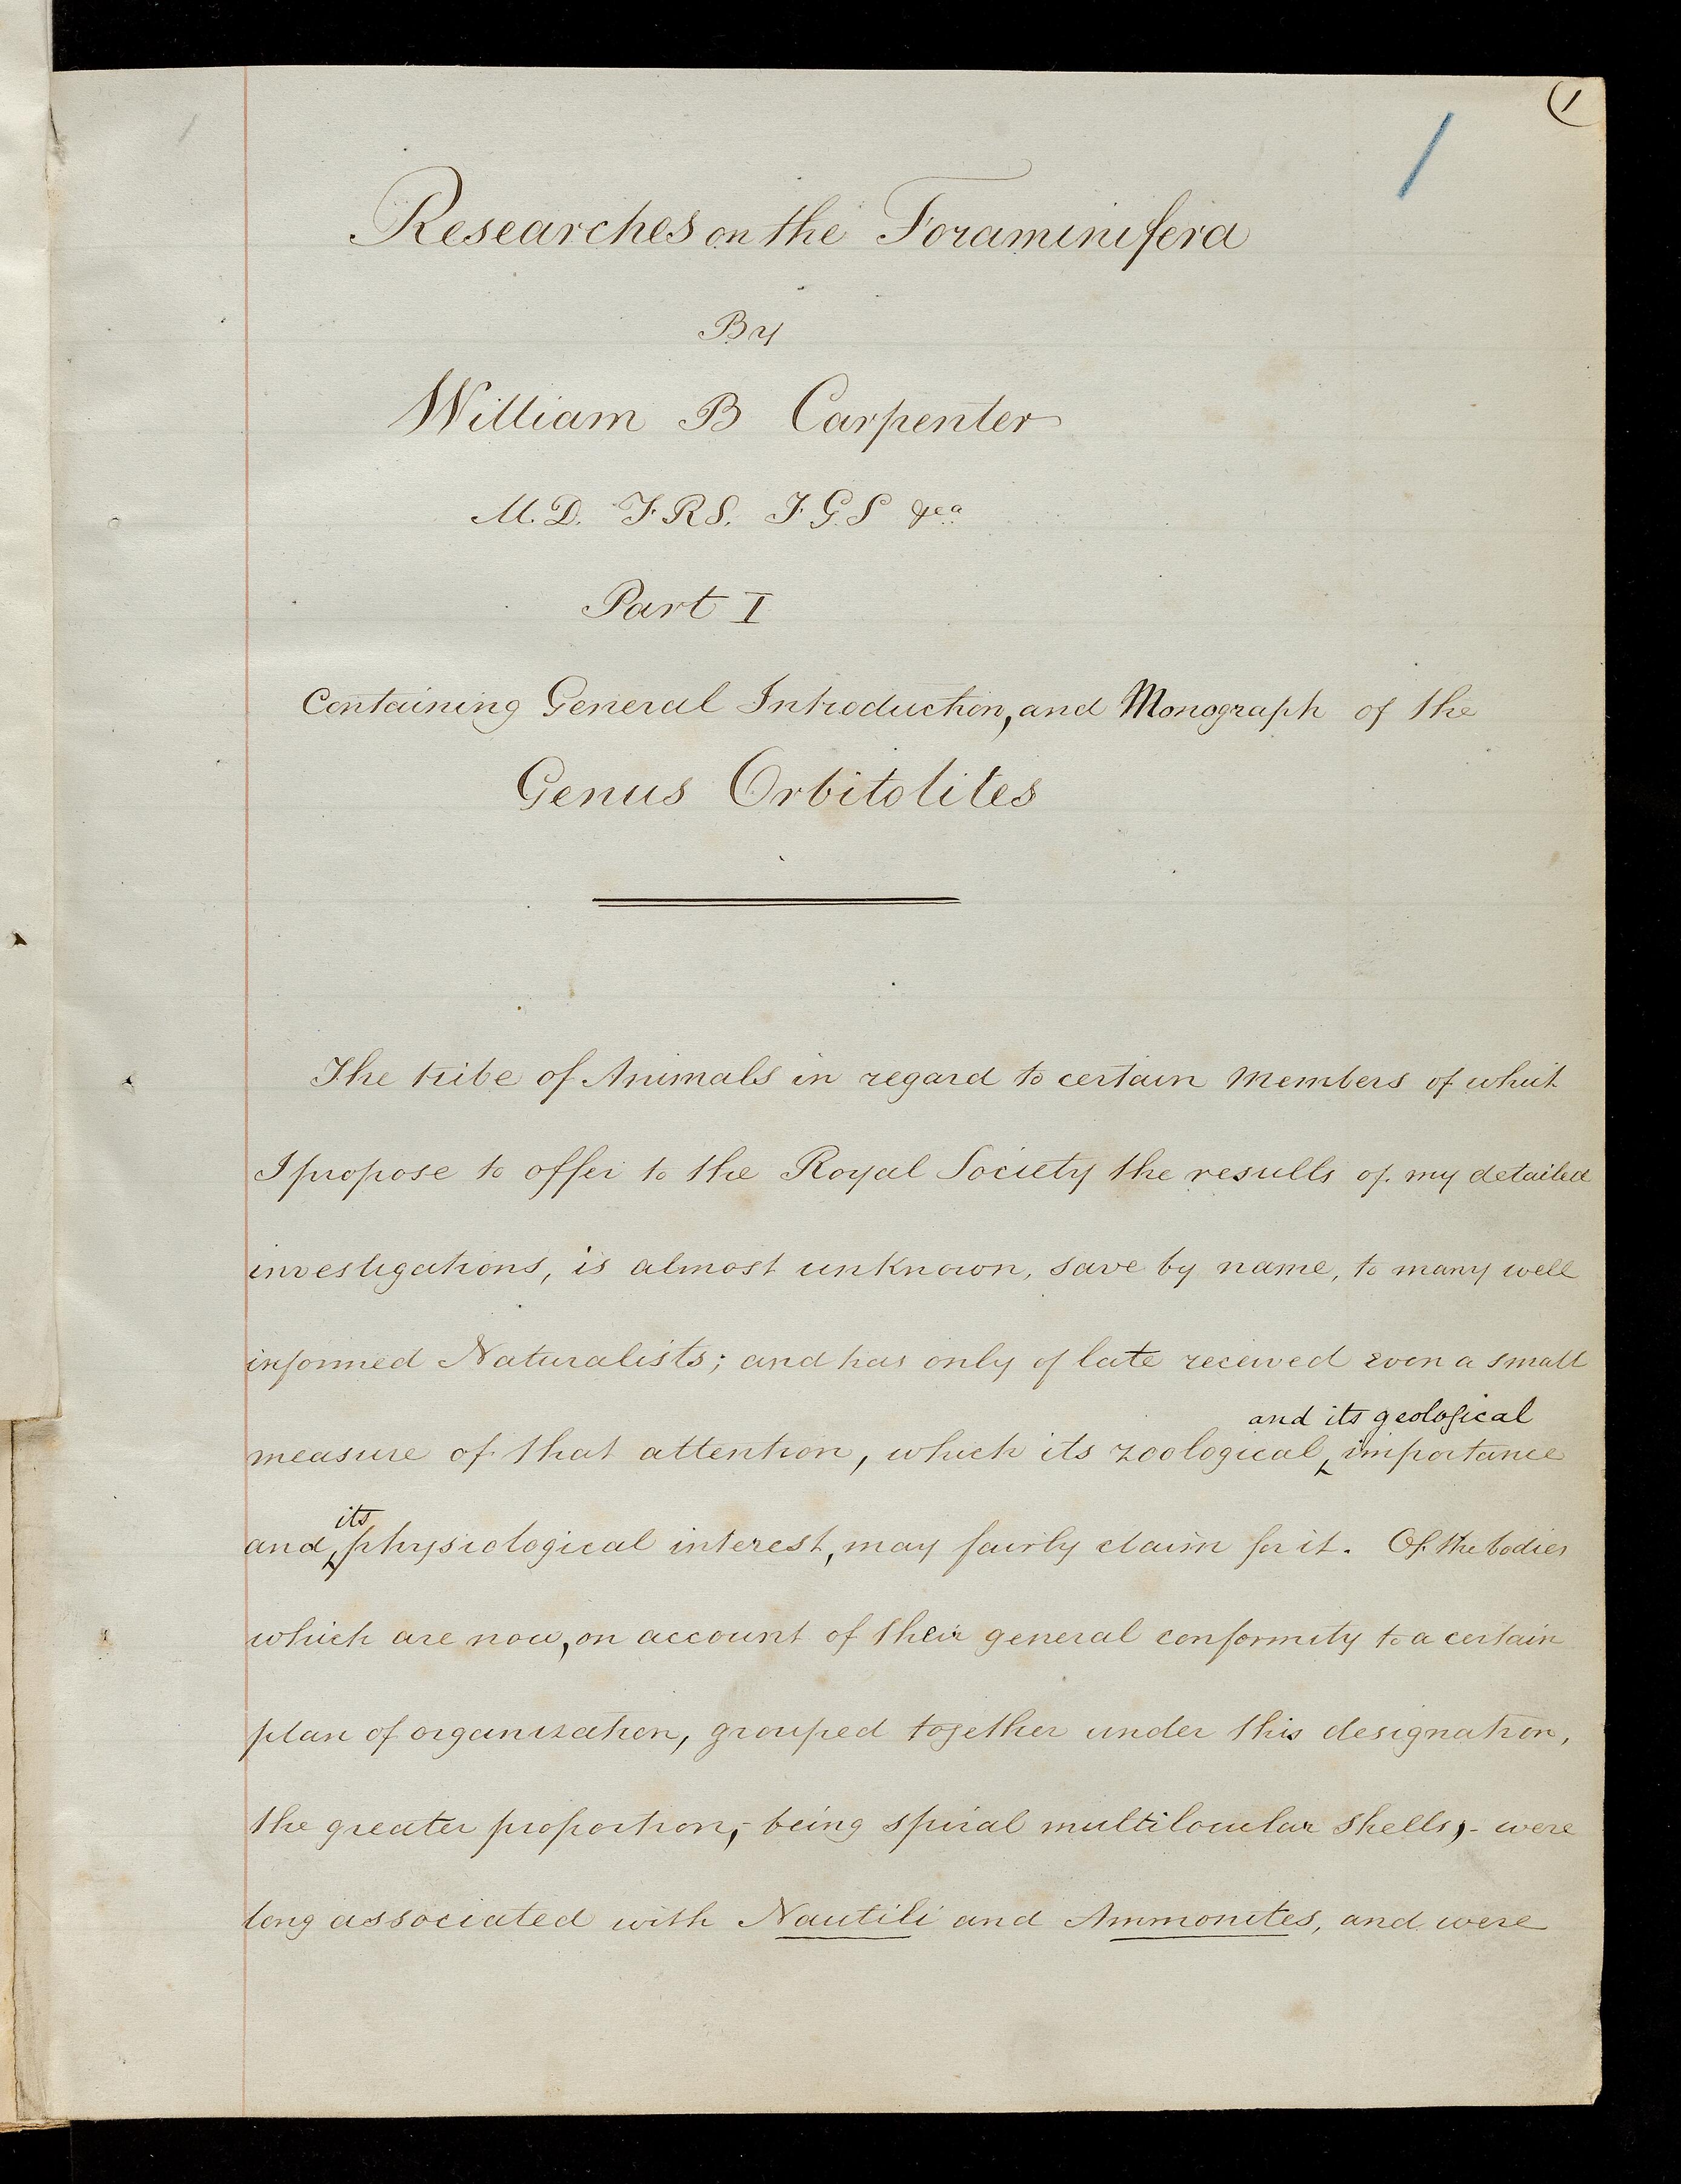 (1
/
Researches on the Foraminifera
By
William B Carpenter
M.D. F.R.S. F.G.S &ca
Part I
Containing General Introduction, and Monograph of the
Genus Orbitolites
The tribe of Animals in regard to certain members of which
I propose to offer to the Royal Society the results of my detailed
investigations, is almost unknown, save by name, to many well
informed Naturalists; and has only of late received even a small
and its geological
measure of that attention, which its zoological, importance
its
and physiological interest, may fairly claim for it. Of the bodies
which are now, on account of their general conformity to a certain
plan of organization, grouped together under this designation,
the greater proportion,- being spiral multilocular shells,- were
long associated with Nautili and Ammonites, and were